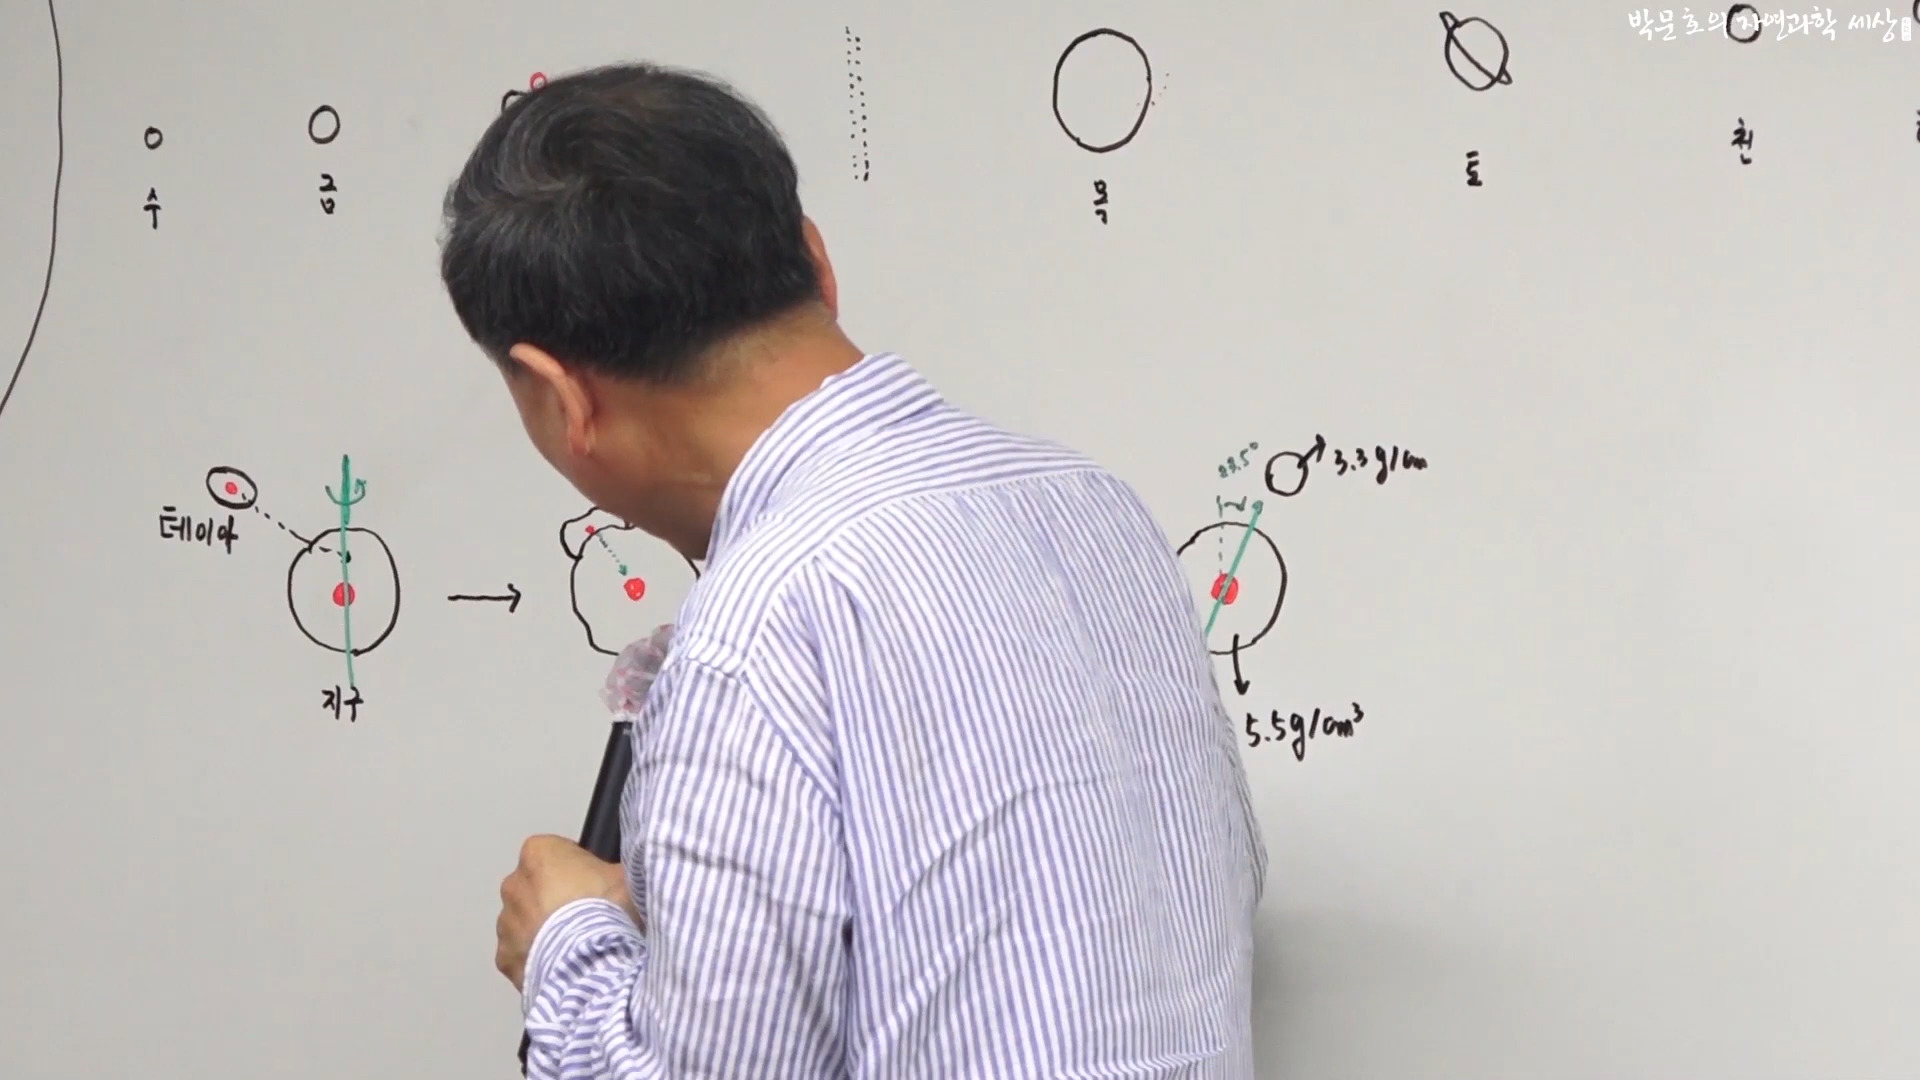 박문호의 자연과학 세상
수
금
목
토
천
23.5°
3.3g/cm
테이아
지구
5.5g/cm³